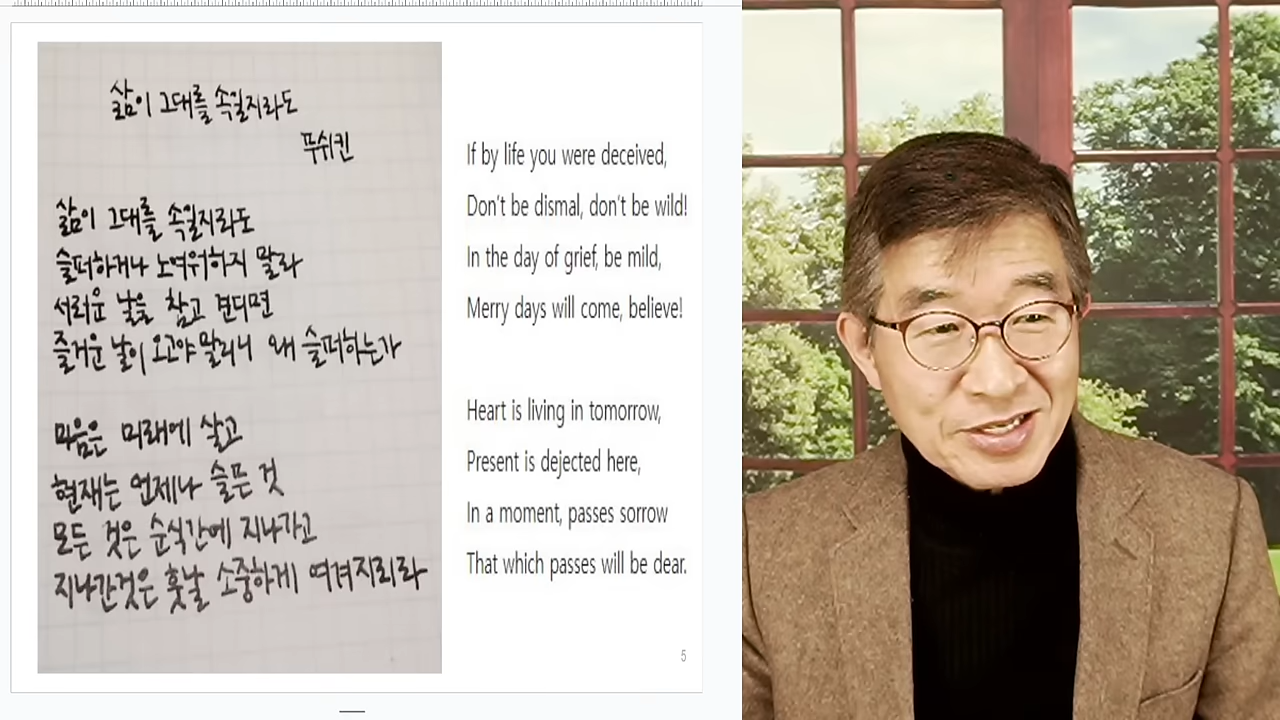 삶이 그대를 속일지라도
푸쉬킨
삶이 그대를 속일지라도
슬퍼하거나 노여워하지 말라
서러운 날을 참고 견디면
즐거운 날이 오고야 말리니 왜 슬퍼하는가
마음은 미래에 살고
현재는 언제나 슬픈 것
모든 것은 순식간에 지나가고
지나간것은 훗날 소중하게 여겨지리라
If by life you were deceived,
Don't be dismal, don't be wild!
In the day of grief, be mild,
Merry days will come, believe!
Heart is living in tomorrow,
Present is dejected here,
In a moment, passes sorrow
That which passes will be dear.
5